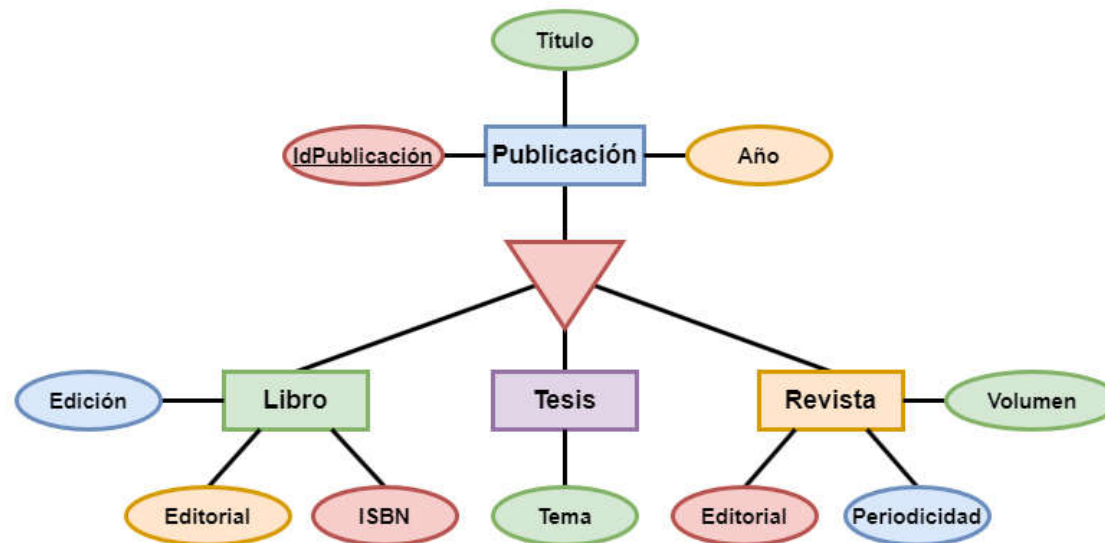 Título
IdPublicación
Publicación
Año
Edición
Libro
Tesis
Revista
Volumen
Editorial
ISBN
Tema
Editorial
Periodicidad